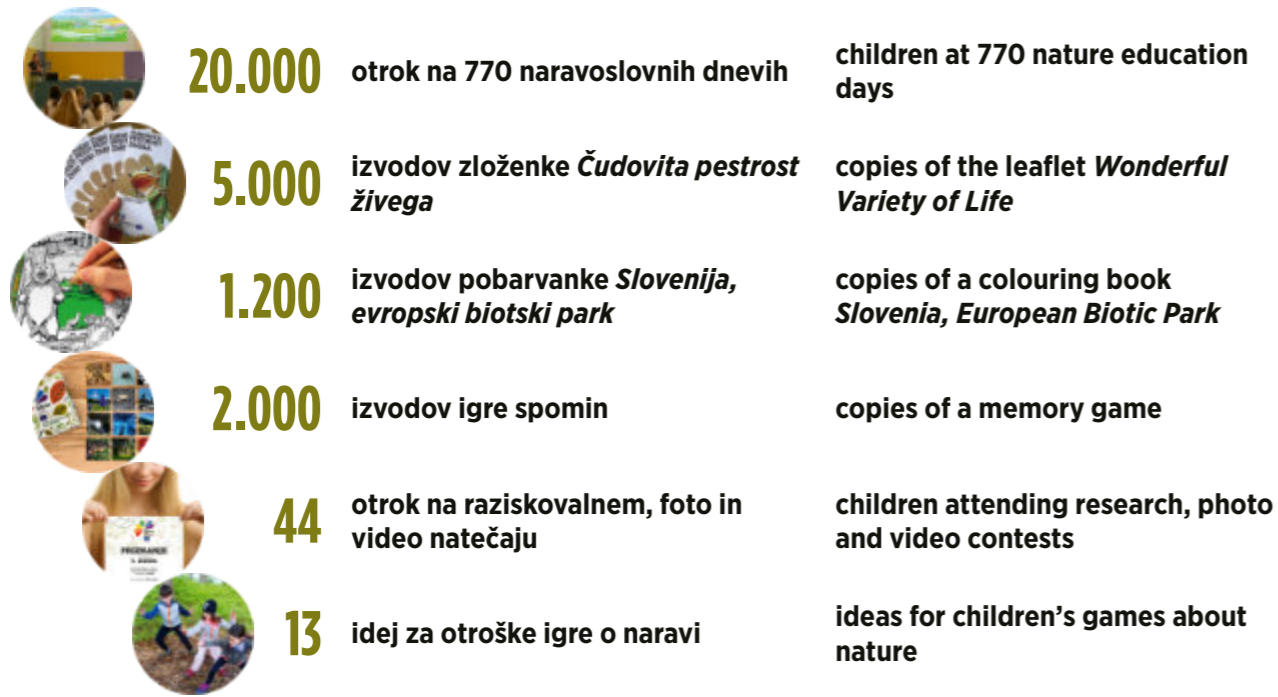 20.000
otrok na 770 naravoslovnih dnevih
children at 770 nature education
days
5.000
izvodov zloženke Čudovita pestrost
živega
copies of the leaflet Wonderful
Variety of Life
1.200
izvodov pobarvanke Slovenija,
evropski biotski park
copies of a colouring book
Slovenia, European Biotic Park
2.000
izvodov igre spomin
copies of a memory game
44
otrok na raziskovalnem, foto in
video natečaju
children attending research, photo
and video contests
13
idej za otroške igre o naravi
ideas for children’s games about
nature